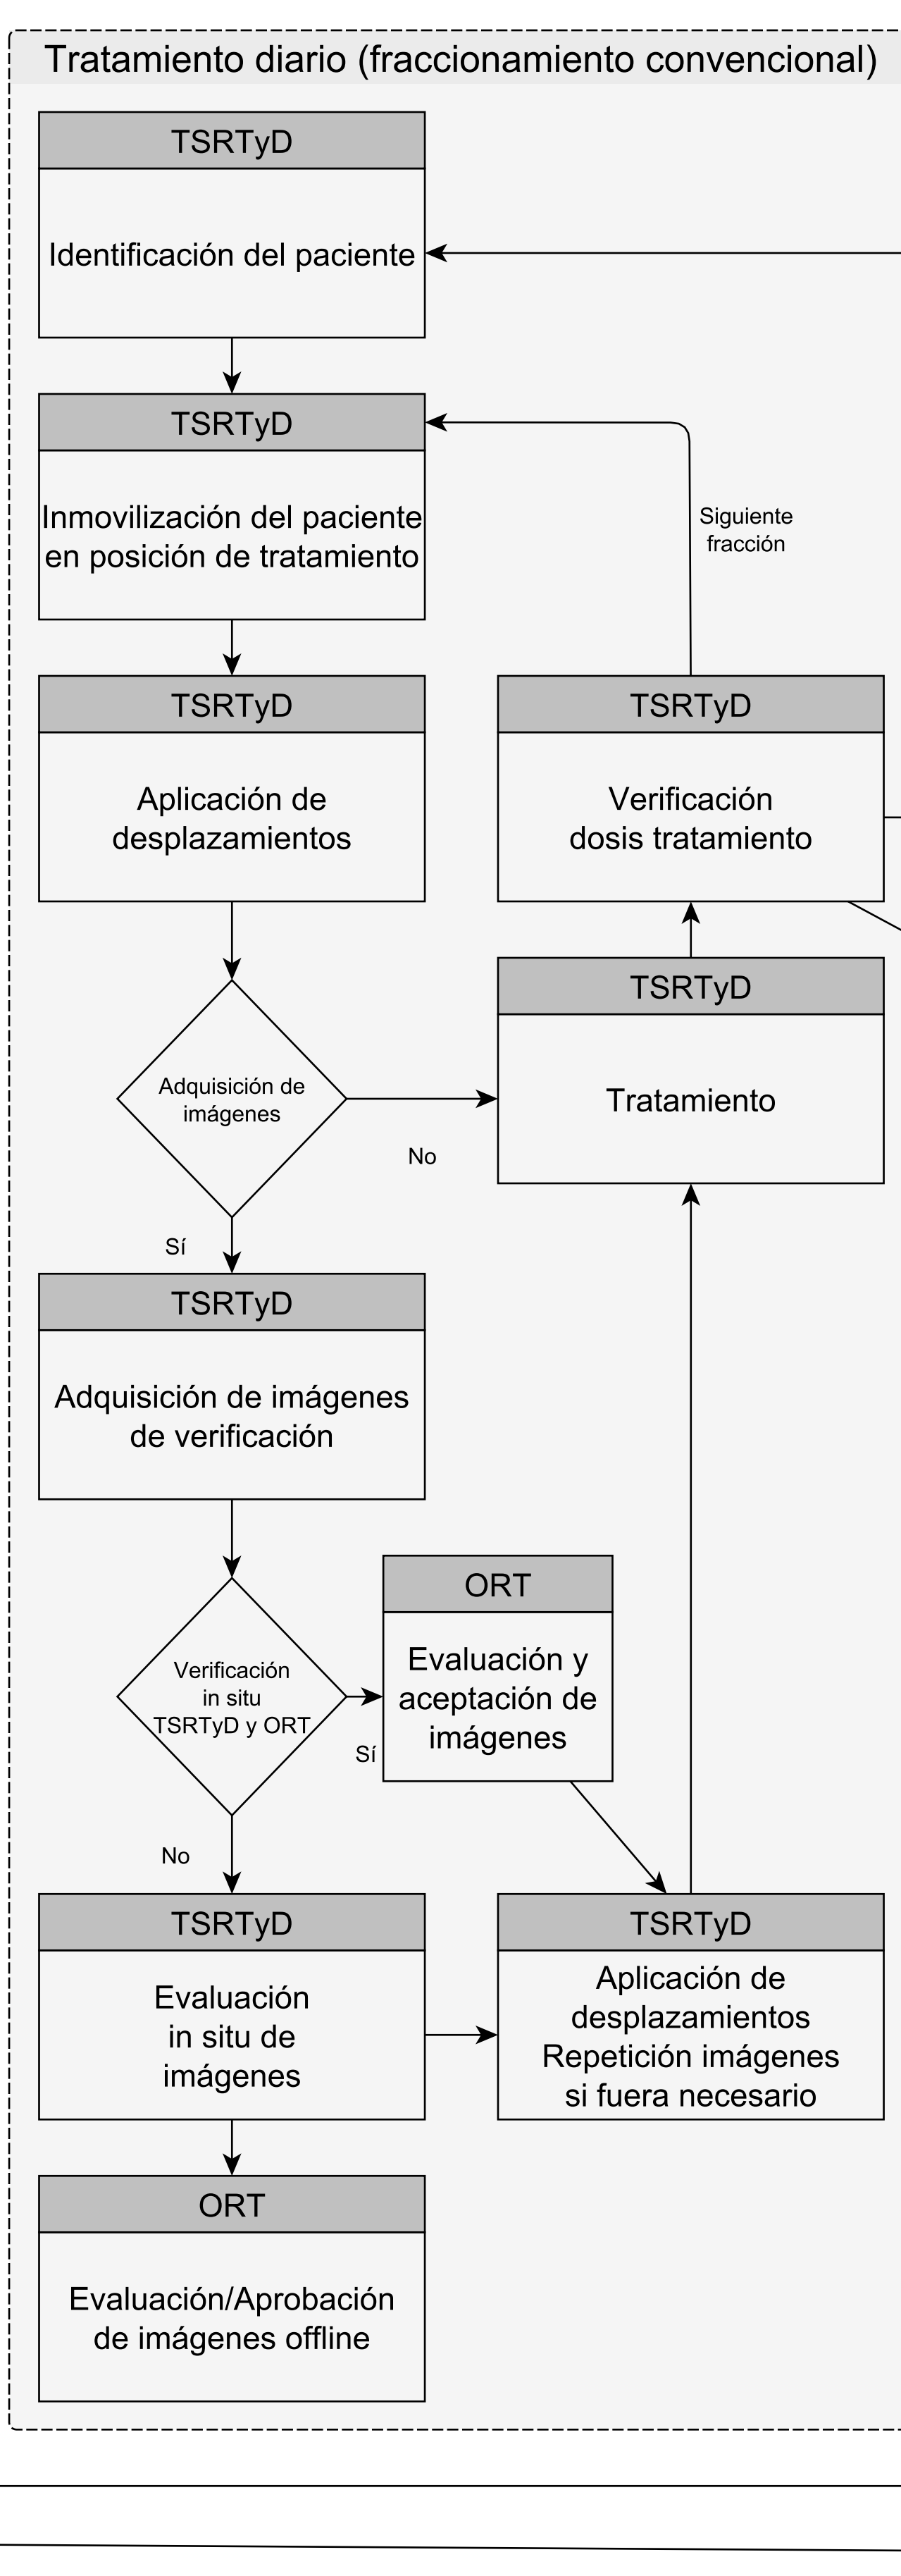 Tratamiento diario (fraccionamiento convencional)
TSRTyD
Identificación del paciente
TSRTyD
Inmovilización del paciente
en posición de tratamiento
Siguiente
fracción
TSRTyD
Aplicación de
desplazamientos
TSRTyD
Verificación
dosis tratamiento
Adquisición de
imágenes
No
Sí
TSRTyD
Tratamiento
TSRTyD
Adquisición de imágenes
de verificación
Verificación
in situ
TSRTyD y ORT
Sí
No
ORT
Evaluación y
aceptación de
imágenes
TSRTyD
Evaluación
in situ de
imágenes
TSRTyD
Aplicación de
desplazamientos
Repetición imágenes
si fuera necesario
ORT
Evaluación/Aprobación
de imágenes offline